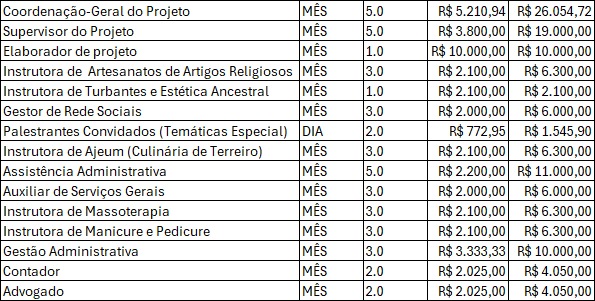 Coordenação-Geral do Projeto MÊS 5.0 R$ 5.210,94 R$ 26.054,72
Supervisor do Projeto MÊS 5.0 R$ 3.800,00 R$ 19.000,00
Elaborador de projeto MÊS 1.0 R$ 10.000,00 R$ 10.000,00
Instrutora de Artesanatos de Artigos Religiosos MÊS 3.0 R$ 2.100,00 R$ 6.300,00
Instrutora de Turbantes e Estética Ancestral MÊS 1.0 R$ 2.100,00 R$ 2.100,00
Gestor de Rede Sociais MÊS 3.0 R$ 2.000,00 R$ 6.000,00
Palestrantes Convidados (Temáticas Especial) DIA 2.0 R$ 772,95 R$ 1.545,90
Instrutora de Ajeum (Culinária de Terreiro) MÊS 3.0 R$ 2.100,00 R$ 6.300,00
Assistência Administrativa MÊS 5.0 R$ 2.200,00 R$ 11.000,00
Auxiliar de Serviços Gerais MÊS 3.0 R$ 2.000,00 R$ 6.000,00
Instrutora de Massoterapia MÊS 3.0 R$ 2.100,00 R$ 6.300,00
Instrutora de Manicure e Pedicure MÊS 3.0 R$ 2.100,00 R$ 6.300,00
Gestão Administrativa MÊS 3.0 R$ 3.333,33 R$ 10.000,00
Contador MÊS 2.0 R$ 2.025,00 R$ 4.050,00
Advogado MÊS 2.0 R$ 2.025,00 R$ 4.050,00